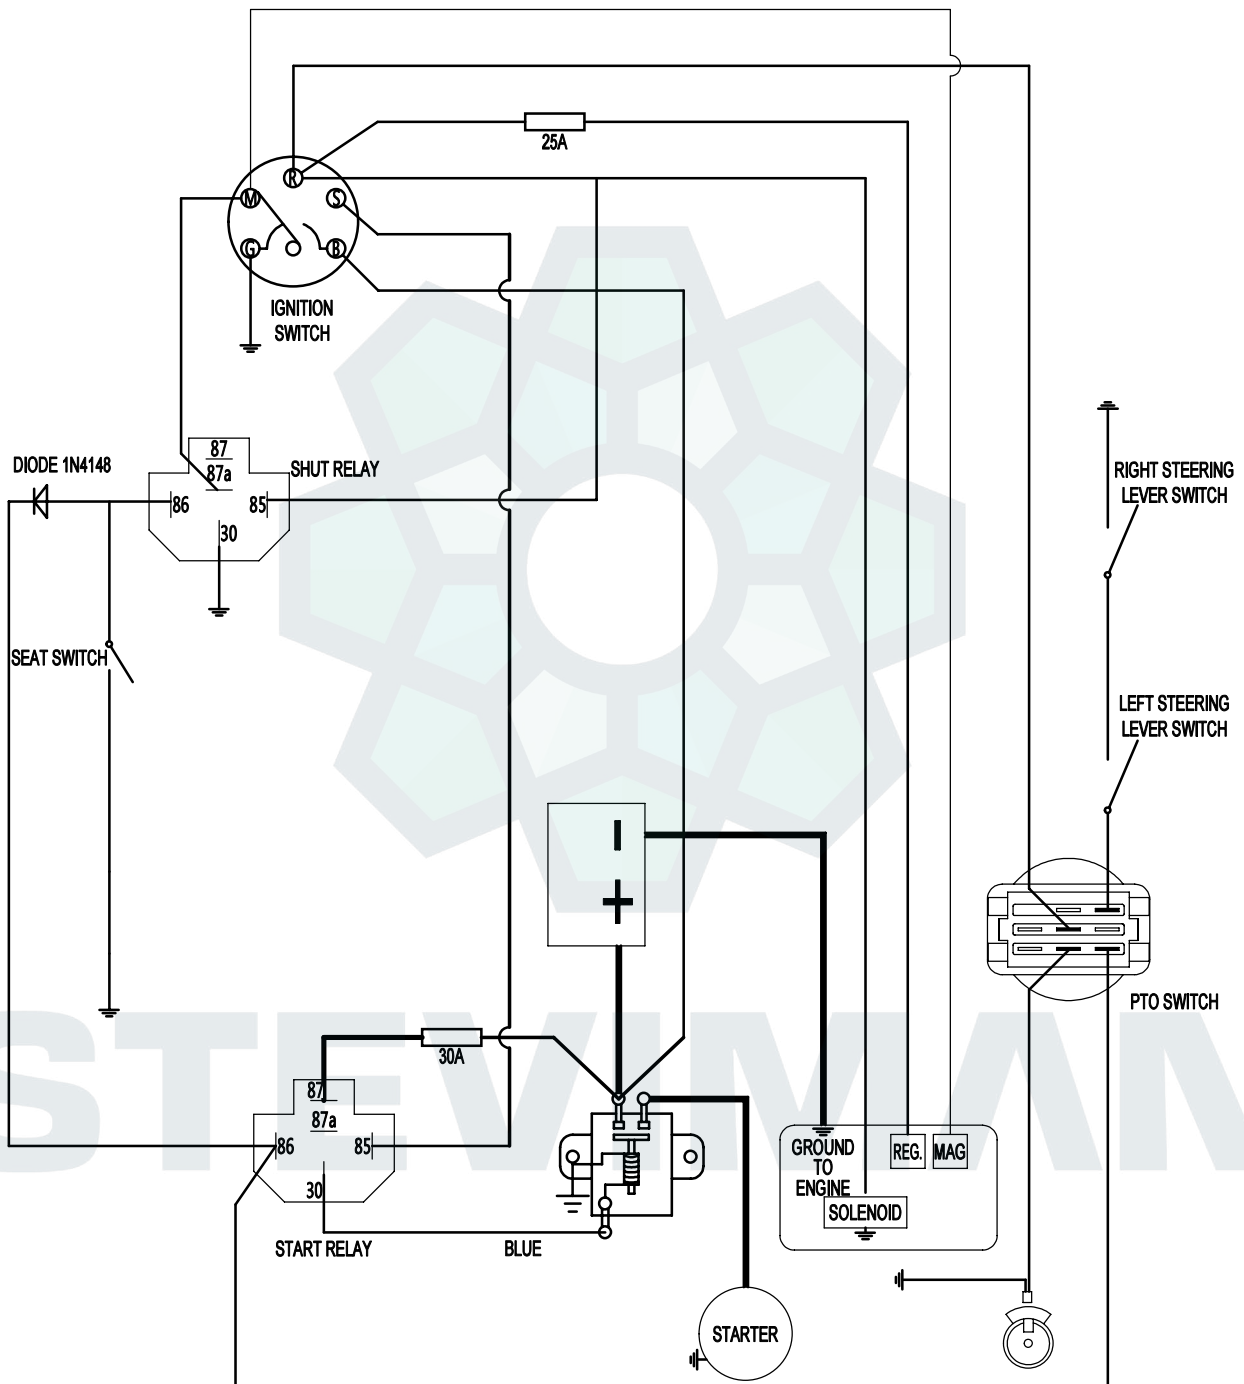 25A
R
M
S
G
B
IGNITION
SWITCH
87
DIODE 1N4148
87a
SHUT RELAY
86
85
30
RIGHT STEERING
LEVER SWITCH
SEAT SWITCH
LEFT STEERING
LEVER SWITCH
−
+
PTO SWITCH
STEVIMAN
30A
87
87a
86
85
30
START RELAY
BLUE
GROUND
TO
ENGINE
REG.
MAG
SOLENOID
STARTER